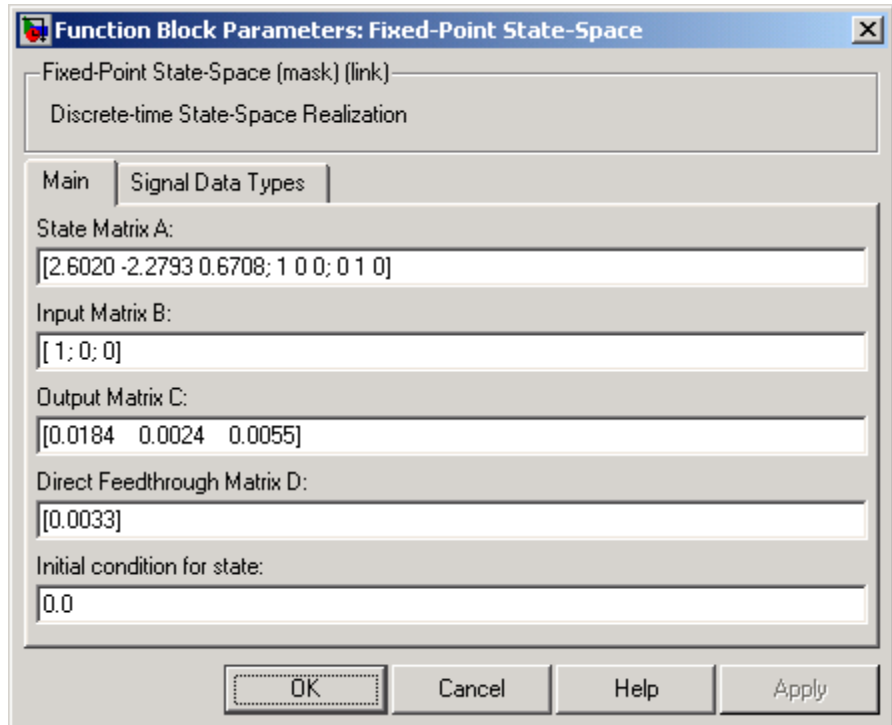 Function Block Parameters: Fixed-Point State-Space
Fixed-Point State-Space (mask) (link)
Discrete-time State-Space Realization
Main Signal Data Types
State Matrix A:
[2.6020 -2.2793 0.6708; 1 0 0; 0 1 0]
Input Matrix B:
[ 1; 0; 0]
Output Matrix C:
[0.0184    0.0024    0.0055]
Direct Feedthrough Matrix D:
[0.0033]
Initial condition for state:
0.0
OK Cancel Help Apply